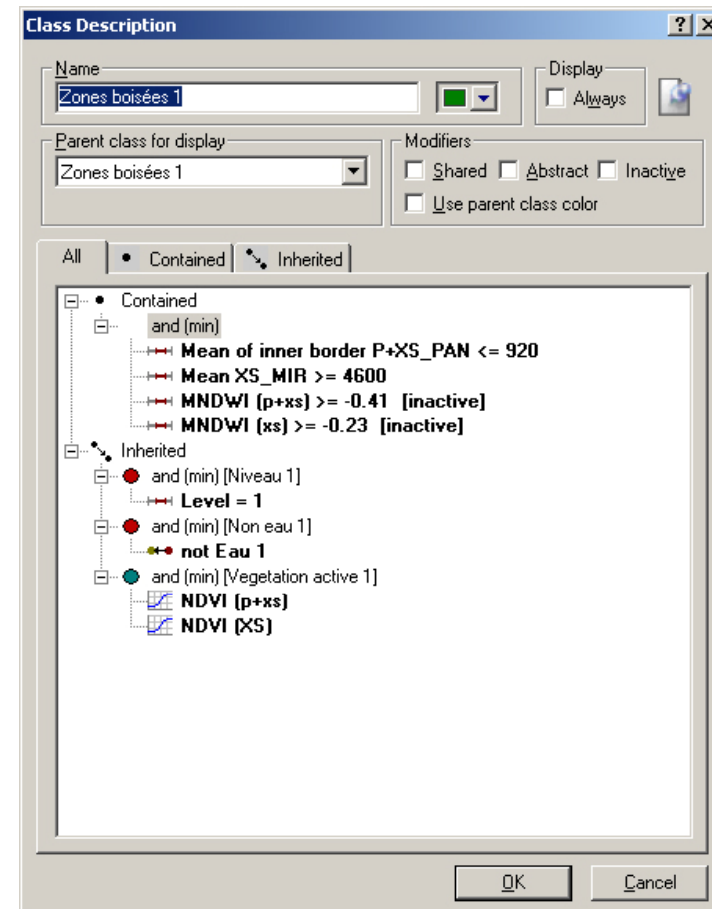 Class Description
Name
Display
Zones boisées 1
Always
Parent class for display
Modifiers
Zones boisées 1
Shared Abstract Inactive
Use parent class color
All Contained Inherited
Contained
and (min)
Mean of inner border P+XS_PAN <= 920
Mean XS_MIR >= 4600
MNDWI (p+xs) >= -0.41 [inactive]
MNDWI (xs) >= -0.23 [inactive]
Inherited
and (min) [Niveau 1]
Level = 1
and (min) [Non eau 1]
not Eau 1
and (min) [Vegetation active 1]
NDVI (p+xs)
NDVI (XS)
OK Cancel